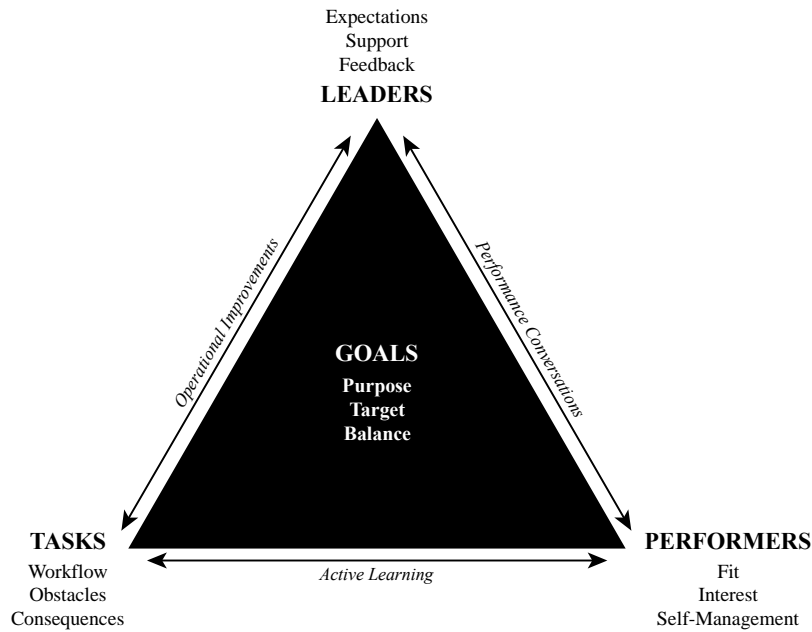 Expectations
Support
Feedback
LEADERS
Operational Improvements
Performance Conversations
GOALS
Purpose
Target
Balance
TASKS
Workflow
Obstacles
Consequences
Active Learning
PERFORMERS
Fit
Interest
Self-Management